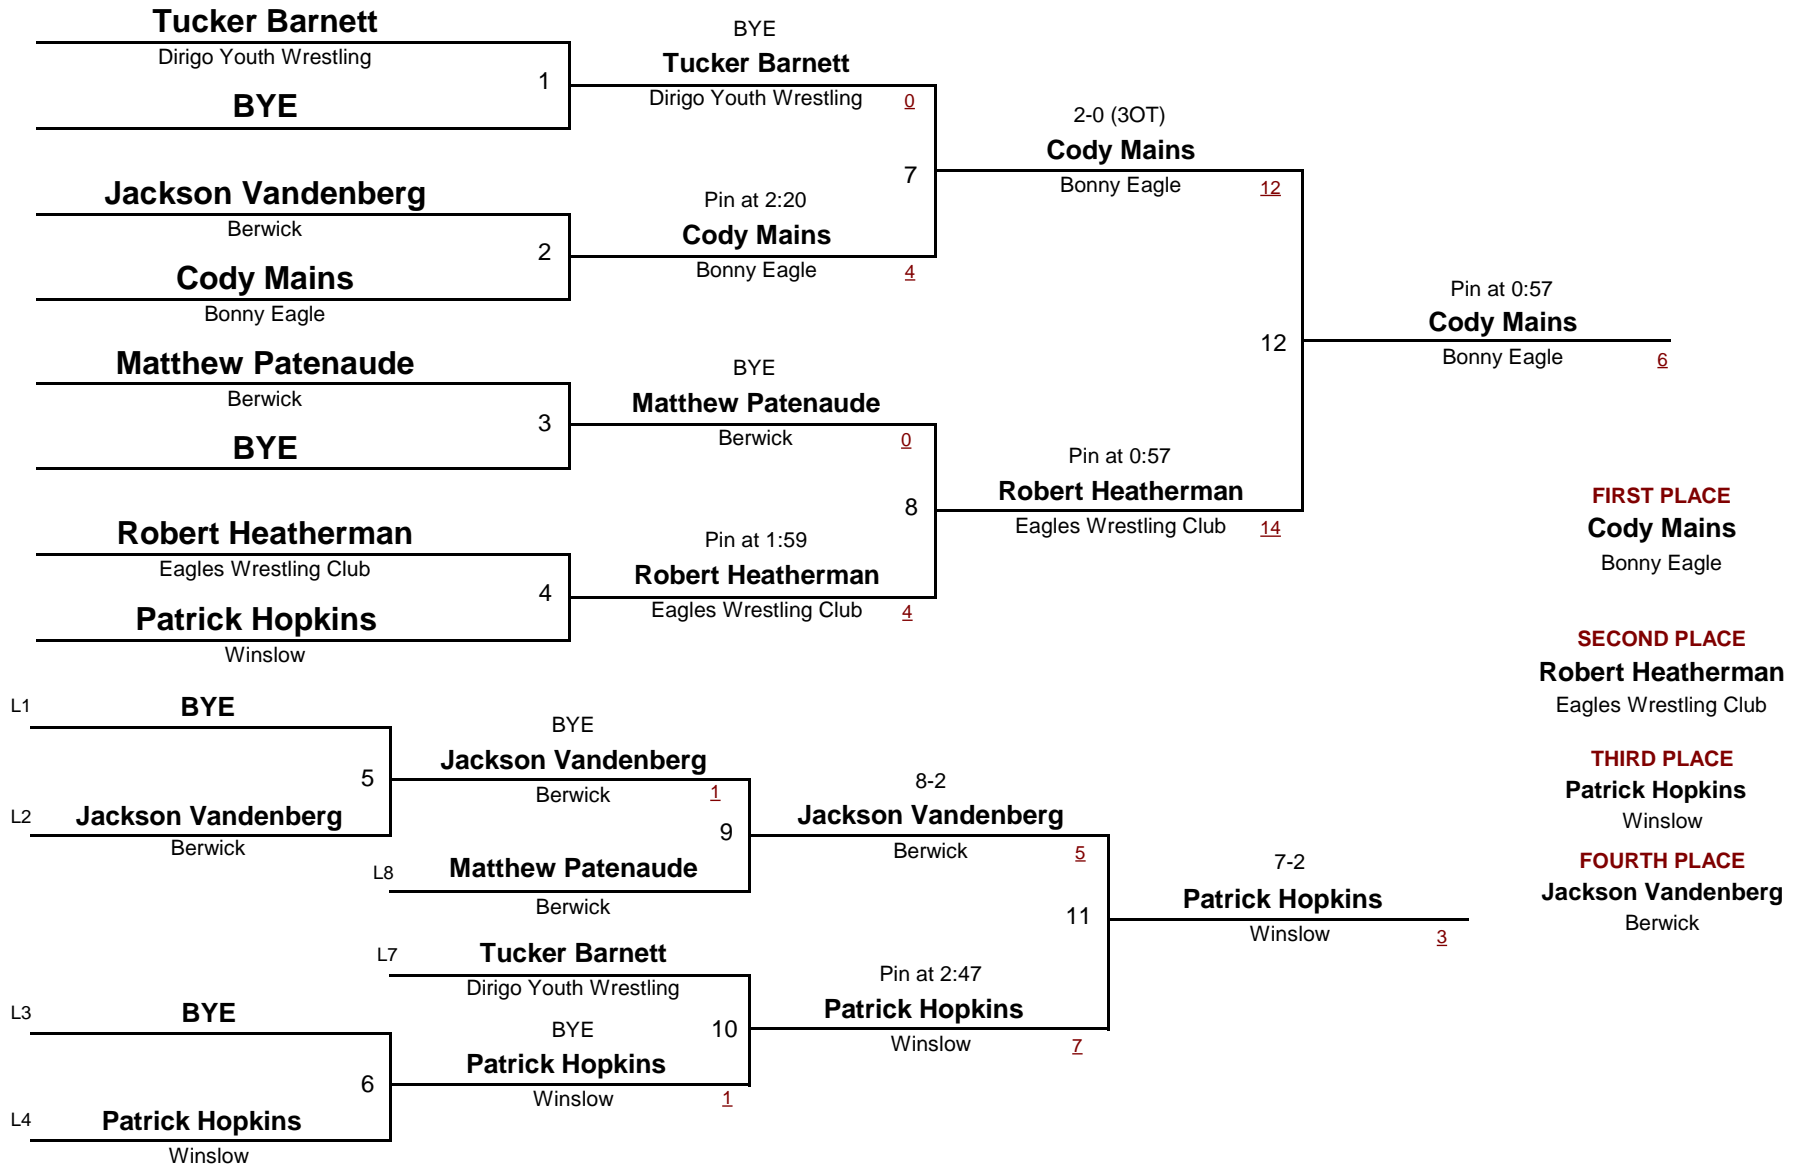 Tucker Barnett
Dirigo Youth Wrestling
1
BYE
Jackson Vandenberg
Berwick
2
Cody Mains
Bonny Eagle
Matthew Patenaude
Berwick
3
BYE
Robert Heatherman
Eagles Wrestling Club
4
Patrick Hopkins
Winslow
BYE
Tucker Barnett
Dirigo Youth Wrestling 0
7
Pin at 2:20
Cody Mains
Bonny Eagle 4
BYE
Matthew Patenaude
Berwick 0
8
Pin at 1:59
Robert Heatherman
Eagles Wrestling Club 4
2-0 (3OT)
Cody Mains
Bonny Eagle 12
12
Pin at 0:57
Robert Heatherman
Eagles Wrestling Club 14
Pin at 0:57
Cody Mains
Bonny Eagle 6
FIRST PLACE
Cody Mains
Bonny Eagle
SECOND PLACE
Robert Heatherman
Eagles Wrestling Club
THIRD PLACE
Patrick Hopkins
Winslow
FOURTH PLACE
Jackson Vandenberg
Berwick
L1 BYE
5
L2 Jackson Vandenberg
Berwick
L3 BYE
6
L4 Patrick Hopkins
Winslow
BYE
Jackson Vandenberg
Berwick 1
9
L8 Matthew Patenaude
Berwick
L7 Tucker Barnett
Dirigo Youth Wrestling
10
BYE
Patrick Hopkins
Winslow 1
8-2
Jackson Vandenberg
Berwick 5
11
Pin at 2:47
Patrick Hopkins
Winslow 7
7-2
Patrick Hopkins
Winslow 3